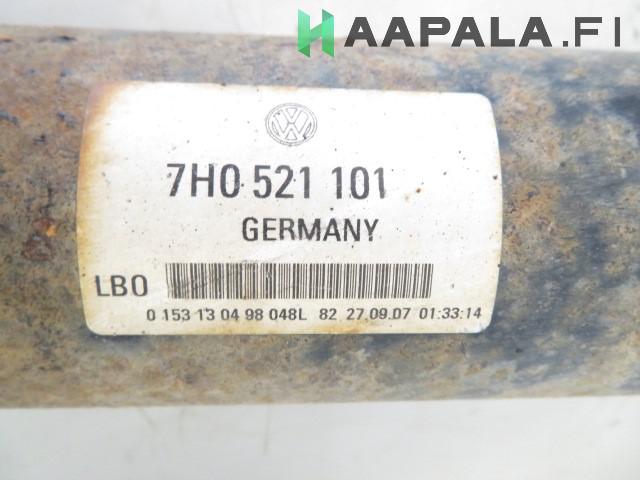 HAAPALA.FI
7H0 521 101
GERMANY
LB0
0 153 13 04 98 048L 82 27.09.07 01:33:14